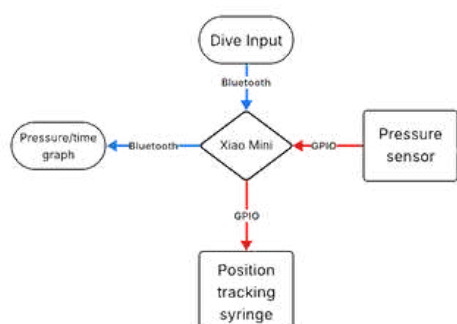 Dive Input
Bluetooth
Pressure/time
graph
Bluetooth
Xiao Mini
GPIO
Pressure
sensor
GPIO
Position
tracking
syringe